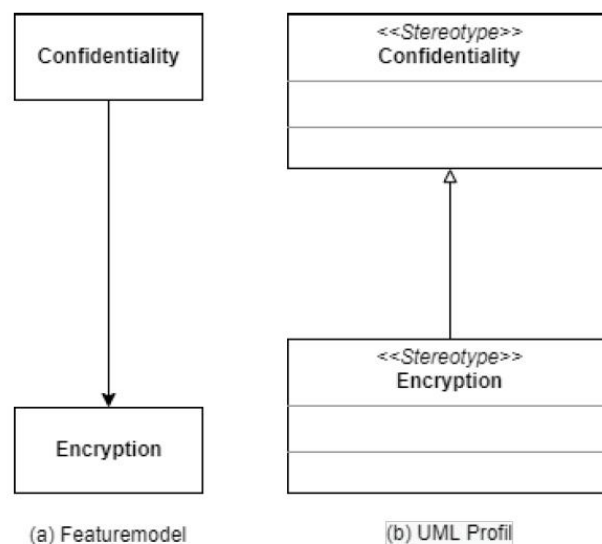 Confidentiality
Encryption
(a) Featuremodel
<<Stereotype>>
Confidentiality
<<Stereotype>>
Encryption
(b) UML Profil